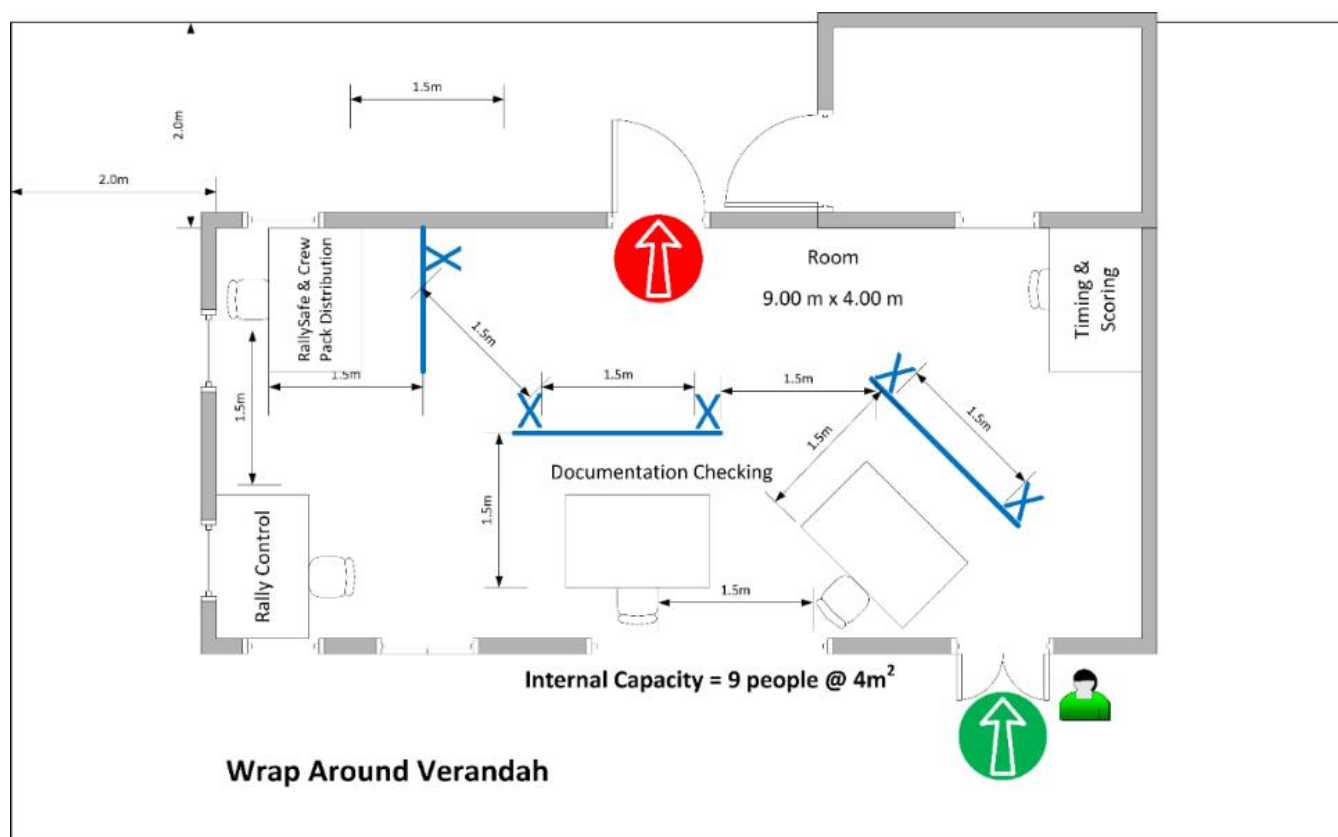 1.5m
2.0m
2.0m
RallySafe & Crew
Pack Distribution
Room
9.00 m x 4.00 m
Timing &
Scoring
1.5m
1.5m
1.5m
1.5m
1.5m
1.5m
1.5m
Documentation Checking
1.5m
1.5m
Rally Control
1.5m
Internal Capacity = 9 people @ 4m²
Wrap Around Verandah